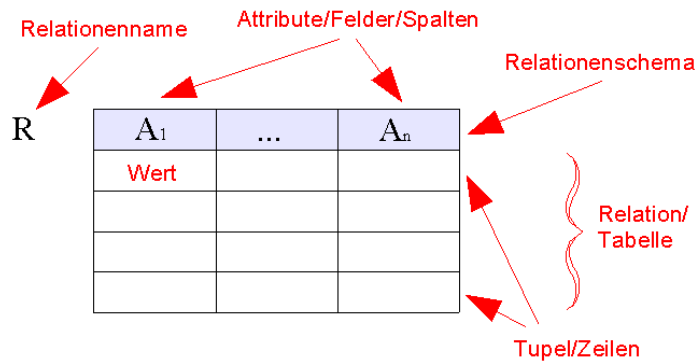 Attribute/Felder/Spalten
Relationenname
Relationenschema
R
A1
...
An
Wert
Relation/
Tabelle
Tupel/Zeilen